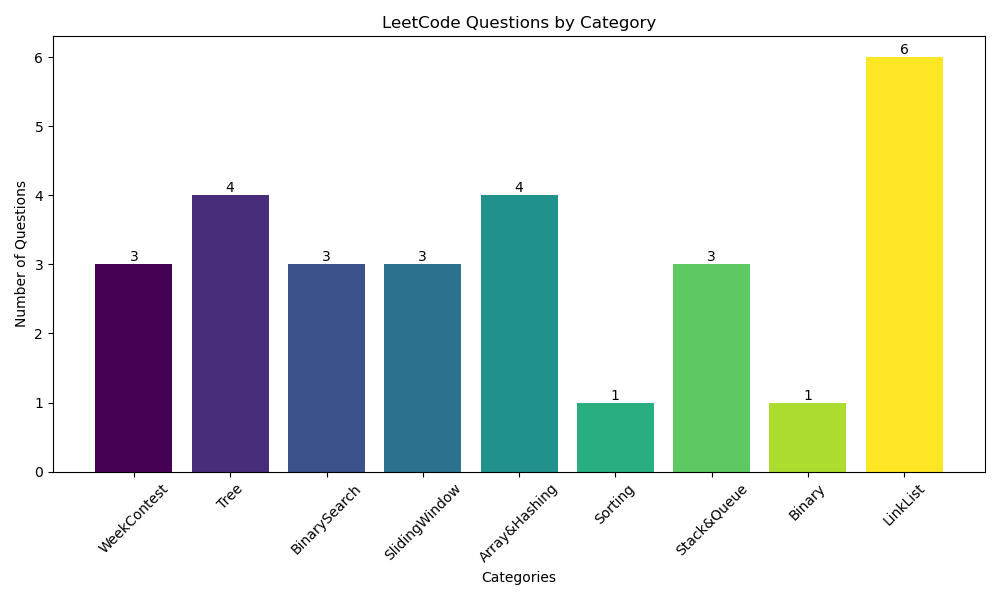 LeetCode Questions by Category
Number of Questions
6
5
4
3
2
1
0
3
4
3
3
4
1
3
1
6
WeekContest
Tree
BinarySearch
SlidingWindow
Array&Hashing
Sorting
Stack&Queue
Binary
LinkList
Categories